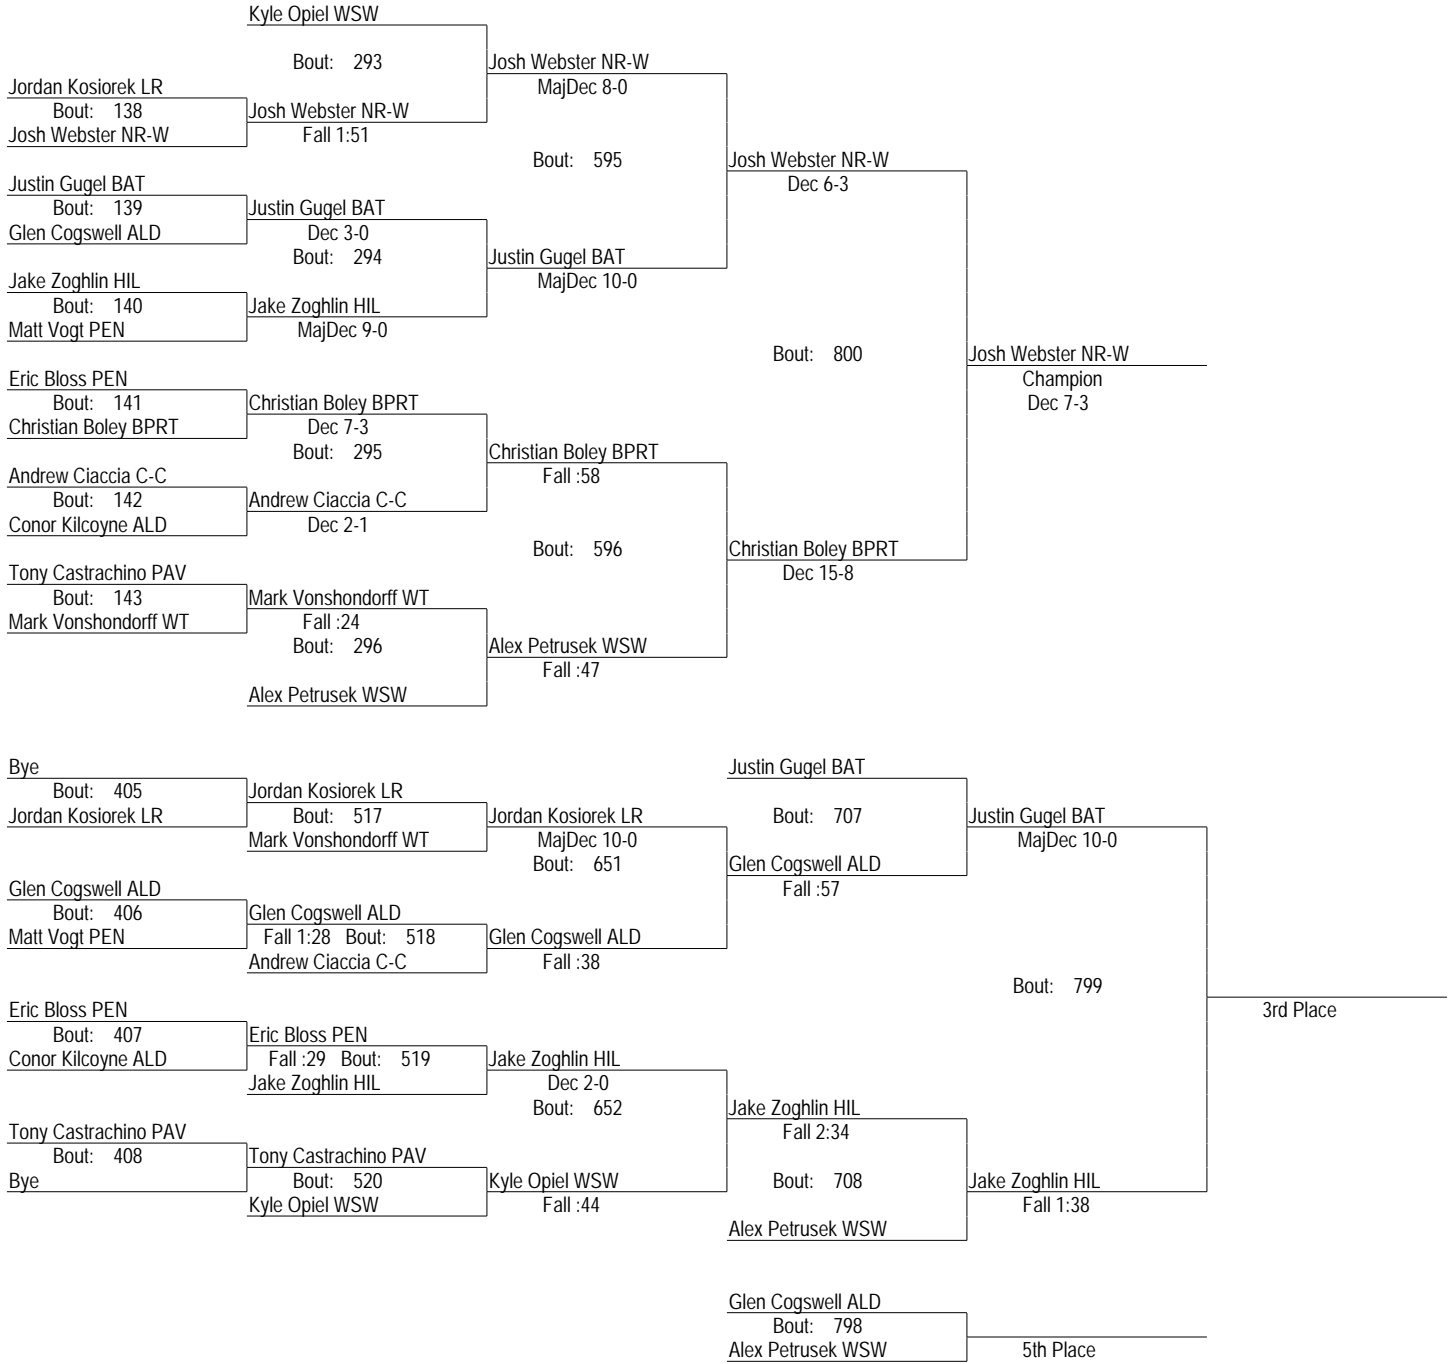 Kyle Opiel WSW
Bout: 293
Josh Webster NR-W
Jordan Kosiorek LR
MajDec 8-0
Bout: 138
Josh Webster NR-W
Josh Webster NR-W
Fall 1:51
Bout: 595
Josh Webster NR-W
Justin Gugel BAT
Dec 6-3
Bout: 139
Justin Gugel BAT
Glen Cogswell ALD
Dec 3-0
Bout: 294
Justin Gugel BAT
Jake Zoghlin HIL
MajDec 10-0
Bout: 140
Jake Zoghlin HIL
Matt Vogt PEN
MajDec 9-0
Bout: 800
Josh Webster NR-W
Eric Bloss PEN
Champion
Bout: 141
Christian Boley BPRT
Dec 7-3
Christian Boley BPRT
Dec 7-3
Bout: 295
Christian Boley BPRT
Andrew Ciaccia C-C
Fall :58
Bout: 142
Andrew Ciaccia C-C
Conor Kilcoyne ALD
Dec 2-1
Bout: 596
Christian Boley BPRT
Tony Castrachino PAV
Dec 15-8
Bout: 143
Mark Vonshondorff WT
Mark Vonshondorff WT
Fall :24
Bout: 296
Alex Petrusek WSW
Fall :47
Alex Petrusek WSW
Bye
Justin Gugel BAT
Bout: 405
Jordan Kosiorek LR
Jordan Kosiorek LR
Bout: 517
Jordan Kosiorek LR
Bout: 707
Justin Gugel BAT
Mark Vonshondorff WT
MajDec 10-0
MajDec 10-0
Bout: 651
Glen Cogswell ALD
Glen Cogswell ALD
Fall :57
Bout: 406
Glen Cogswell ALD
Matt Vogt PEN
Fall 1:28 Bout: 518
Glen Cogswell ALD
Andrew Ciaccia C-C
Fall :38
Bout: 799
Eric Bloss PEN
3rd Place
Bout: 407
Eric Bloss PEN
Conor Kilcoyne ALD
Fall :29 Bout: 519
Jake Zoghlin HIL
Jake Zoghlin HIL
Dec 2-0
Bout: 652
Jake Zoghlin HIL
Tony Castrachino PAV
Fall 2:34
Bout: 408
Tony Castrachino PAV
Bye
Bout: 520
Kyle Opiel WSW
Bout: 708
Jake Zoghlin HIL
Kyle Opiel WSW
Fall :44
Fall 1:38
Alex Petrusek WSW
Glen Cogswell ALD
Bout: 798
Alex Petrusek WSW
5th Place